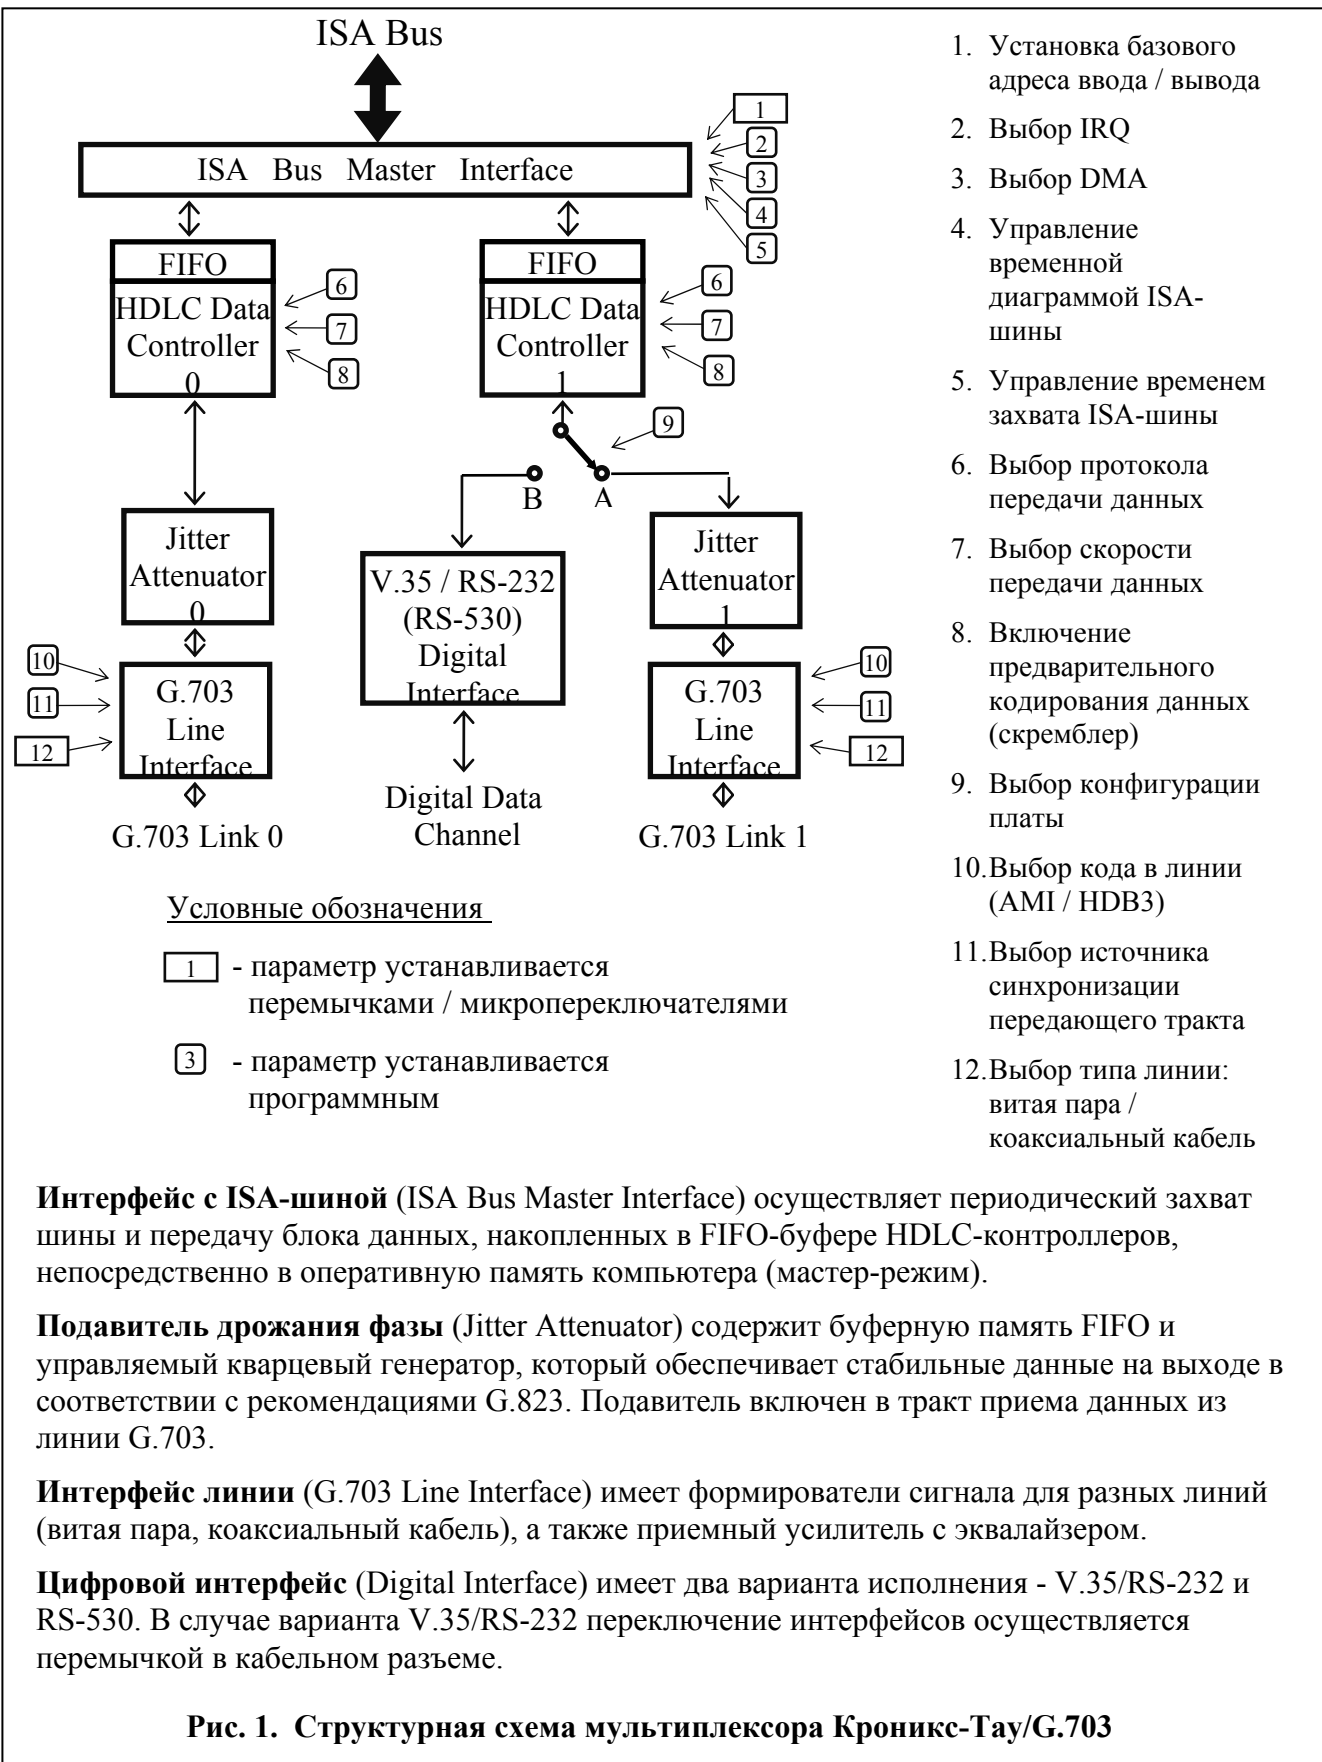 ISA Bus
ISA Bus Master Interface
1
2
3
4
5
FIFO
HDLC Data
Controller
0
6
7
8
FIFO
HDLC Data
Controller
1
6
7
8
9
B
A
Jitter
Attenuator
0
V.35 / RS-232
(RS-530)
Digital
Interface
Jitter
Attenuator
1
10
11
12
G.703
Line
Interface
G.703
Line
Interface
10
11
12
G.703 Link 0
Digital Data
Channel
G.703 Link 1
Условные обозначения
1 - параметр устанавливается
перемычками / микропереключателями
3 - параметр устанавливается
программным
1. Установка базового
адреса ввода / вывода
2. Выбор IRQ
3. Выбор DMA
4. Управление
временной
диаграммой ISA-
шины
5. Управление временем
захвата ISA-шины
6. Выбор протокола
передачи данных
7. Выбор скорости
передачи данных
8. Включение
предварительного
кодирования данных
(скремблер)
9. Выбор конфигурации
платы
10.Выбор кода в линии
(AMI / HDB3)
11.Выбор источника
синхронизации
передающего тракта
12.Выбор типа линии:
витая пара /
коаксиальный кабель
Интерфейс с ISA-шиной (ISA Bus Master Interface) осуществляет периодический захват
шины и передачу блока данных, накопленных в FIFO-буфере HDLC-контроллеров,
непосредственно в оперативную память компьютера (мастер-режим).
Подавитель дрожания фазы (Jitter Attenuator) содержит буферную память FIFO и
управляемый кварцевый генератор, который обеспечивает стабильные данные на выходе в
соответствии с рекомендациями G.823. Подавитель включен в тракт приема данных из
линии G.703.
Интерфейс линии (G.703 Line Interface) имеет формирователи сигнала для разных линий
(витая пара, коаксиальный кабель), а также приемный усилитель с эквалайзером.
Цифровой интерфейс (Digital Interface) имеет два варианта исполнения - V.35/RS-232 и
RS-530. В случае варианта V.35/RS-232 переключение интерфейсов осуществляется
перемычкой в кабельном разъеме.
Рис. 1. Структурная схема мультиплексора Кроникс-Тау/G.703